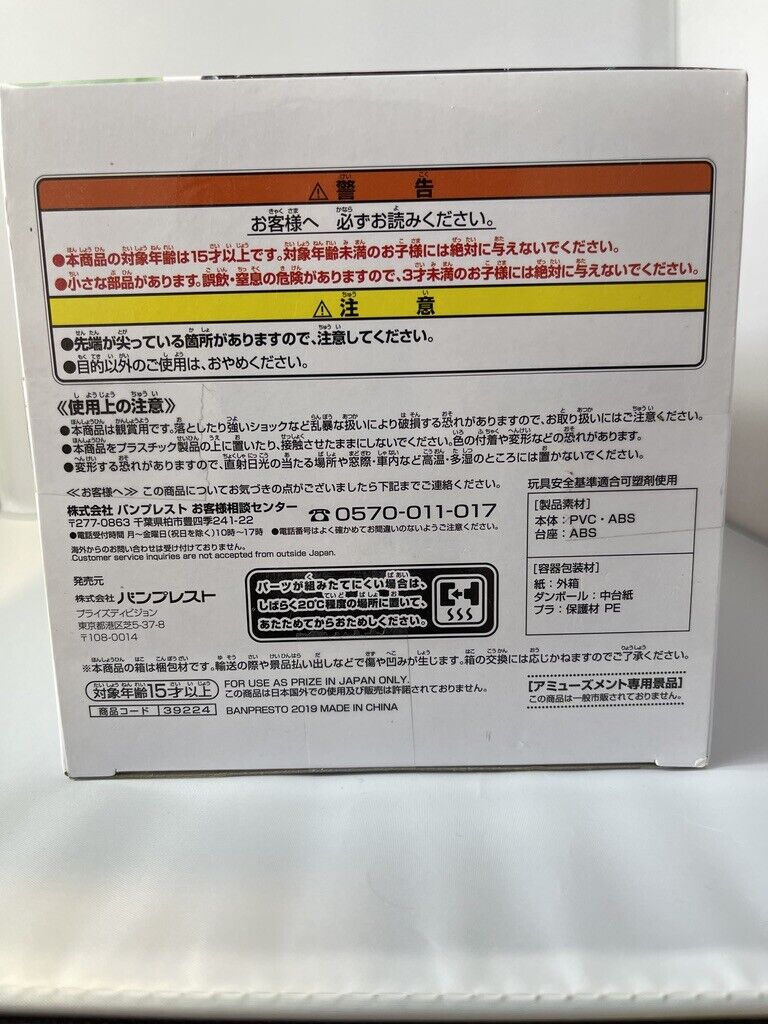 ⚠警告
お客様へ 必ずお読みください。
●本商品の対象年齢は15才以上です。対象年齢未満のお子様には絶対に与えないでください。
●小さな部品があります。誤飲・窒息の危険がありますので、3才未満のお子様には絶対に与えないでください。
⚠注意
●先端が尖っている箇所がありますので、注意してください。
●目的以外のご使用は、おやめください。
《使用上の注意》
●本商品は観賞用です。落としたり強いショックなど乱暴な扱いにより破損する恐れがありますので、お取り扱いにはご注意ください。
●本商品をプラスチック製品の上に置いたり、接触させたままにしないでください。色の付着や変形などの恐れがあります。
●変形する恐れがありますので、直射日光の当たる場所や窓際・車内など高温・多湿のところには置かないでください。
≪お客様へ≫ この商品についてお気づきの点がございましたら下記までご連絡ください。
株式会社 バンプレスト お客様相談センター
〒277-0863 千葉県柏市豊四季241-22
☎0570-011-017
●電話受付時間 月〜金曜日(祝日を除く)10時〜17時 ●電話番号はよく確かめてお間違いのないようご注意ください。
海外からのお問い合わせは受け付けておりません。
Customer service inquiries are not accepted from outside Japan.
発売元
株式会社 バンプレスト
プライズディビジョン
東京都港区芝5-37-8
〒108-0014
パーツが組みたてにくい場合は、
しばらく20℃程度の場所に置いて、
あたためてからおためしください。
玩具安全基準適合可塑剤使用
[製品素材]
本体：PVC・ABS
台座：ABS
[容器包装材]
紙：外箱
ダンボール：中台紙
プラ：保護材 PE
※本商品の箱は梱包材です。輸送の際や景品払い出しなどで傷や凹みが生じます。箱の交換には応じかねますのでご了承ください。
対象年齢15才以上
FOR USE AS PRIZE IN JAPAN ONLY.
この商品は日本国外での使用及び販売は許諾されておりません。
商品コード 39224
BANPRESTO 2019 MADE IN CHINA
[アミューズメント専用景品]
この商品は一般市販されておりません。